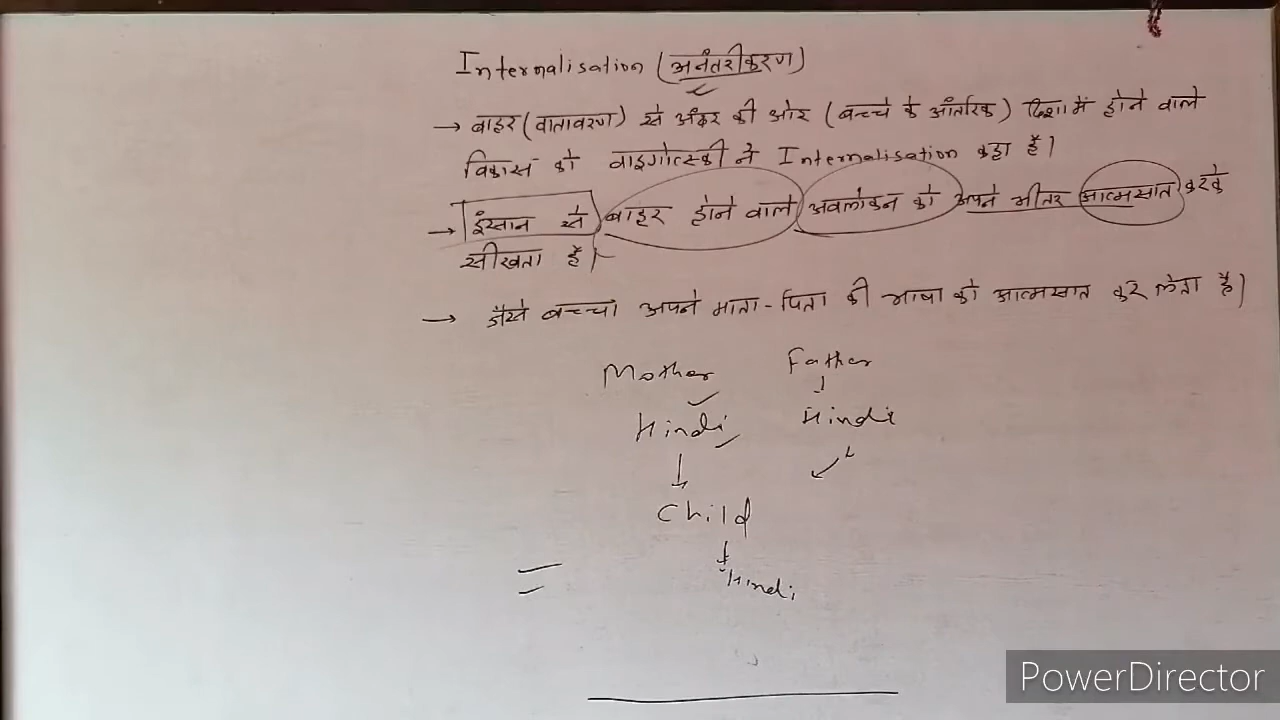 Internalisation (अनंतरीकरण)
→ बाहर (वातावरण) से अंदर की ओर (बच्चे के आंतरिक) दिशा में होने वाले
विकास को वाइगोत्स्की ने Internalisation कहा है।
→ इंसान से बाहर होने वाले अवलोकन को अपने भीतर आत्मसात करके
सीखता है।
→ जैसे बच्चा अपने माता-पिता की भाषा को आत्मसात कर लेता है।
Mother Father
Hindi Hindi
Child
Hindi
PowerDirector